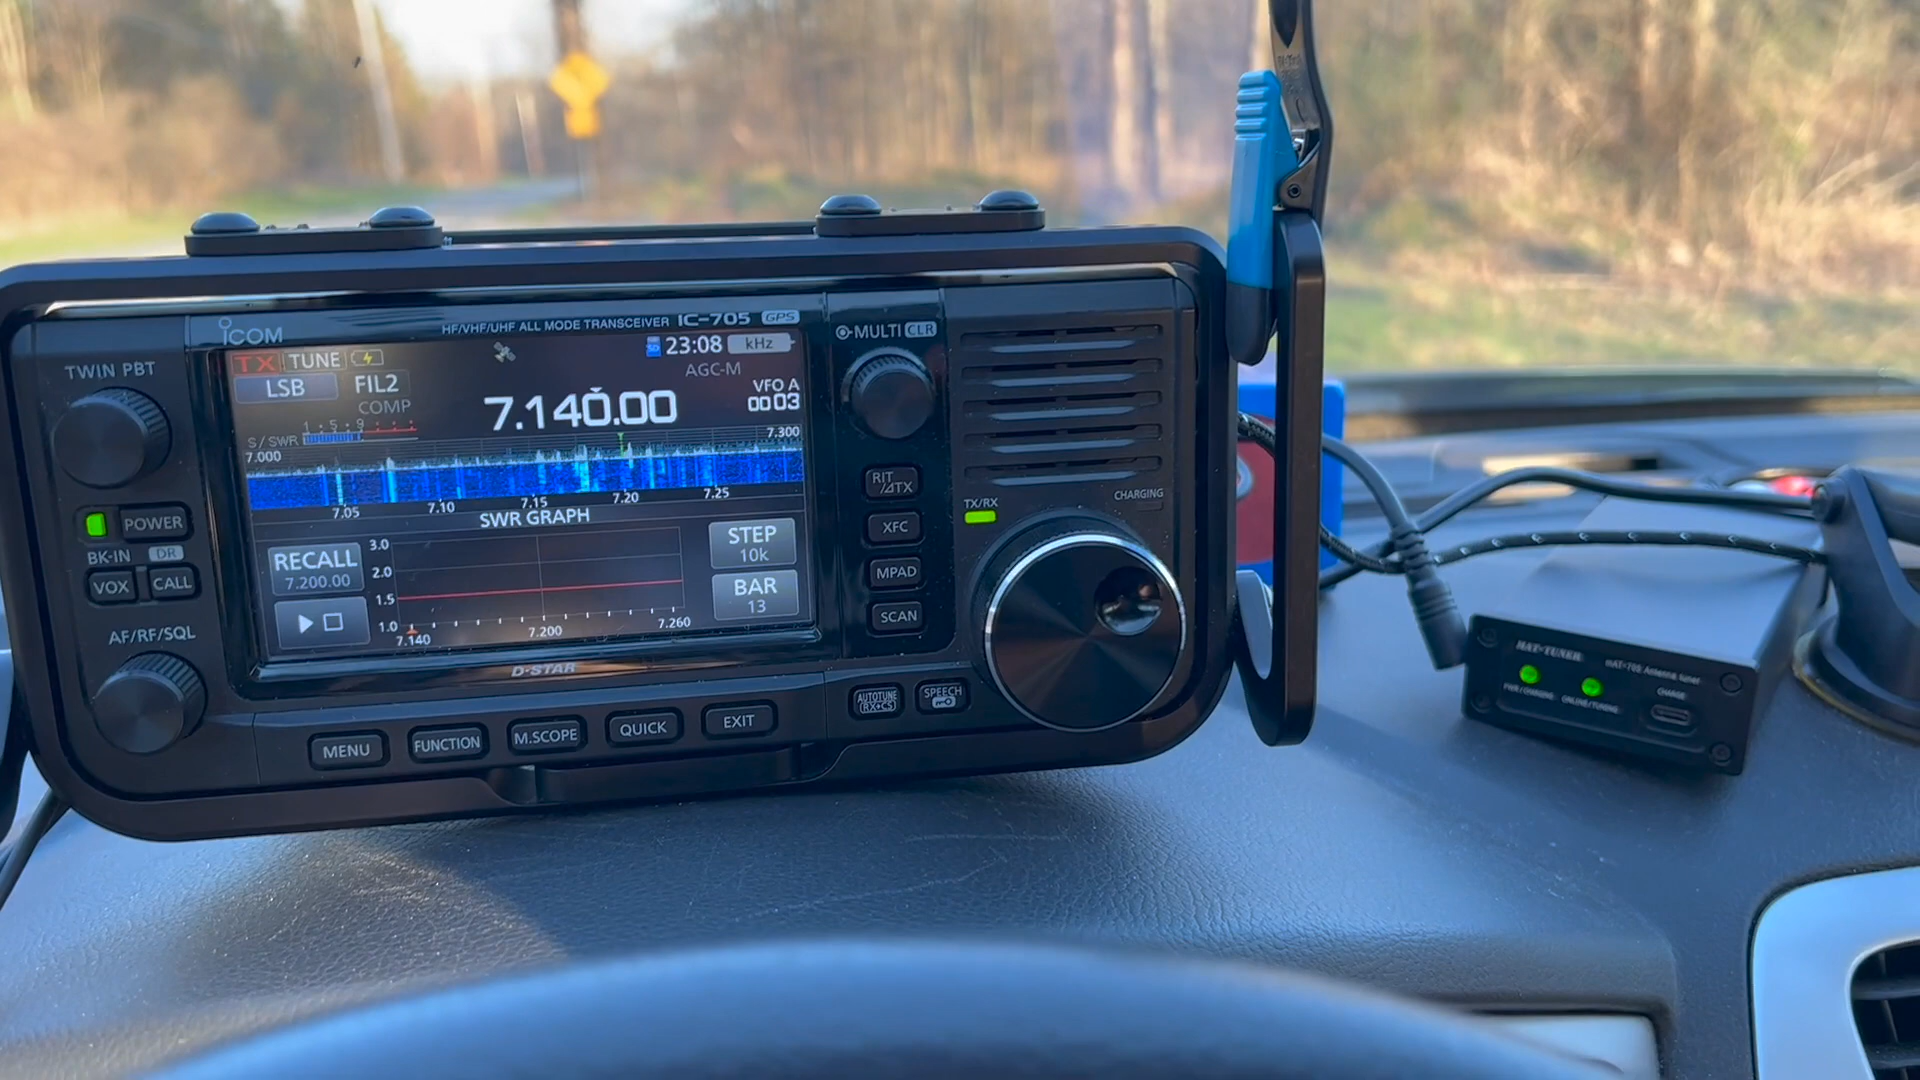 ICOM
HF/VHF/UHF ALL MODE TRANSCEIVER IC-705 GPS
TWIN PBT
TX TUNE
23:08 kHz
LSB FIL2
AGC-M
COMP
7.140.00
VFO A
0003
1 5 9
S/SWR
7.000
7.300
7.05 7.10 7.15 7.20 7.25
SWR GRAPH
RECALL
7.200.00
3.0
2.0
1.5
1.0
7.140 7.200 7.260
STEP
10k
BAR
13
D-STAR
POWER
BK-IN DR
VOX CALL
AF/RF/SQL
MULTI CLR
RIT
/⊿TX
XFC
MPAD
SCAN
TX/RX
CHARGING
MENU FUNCTION M.SCOPE QUICK EXIT
AUTOTUNE
RX→CS
SPEECH
MAT-TUNER mAT-705 Antenna tuner
PWR/CHARGING ONLINE/TUNING CHARGE